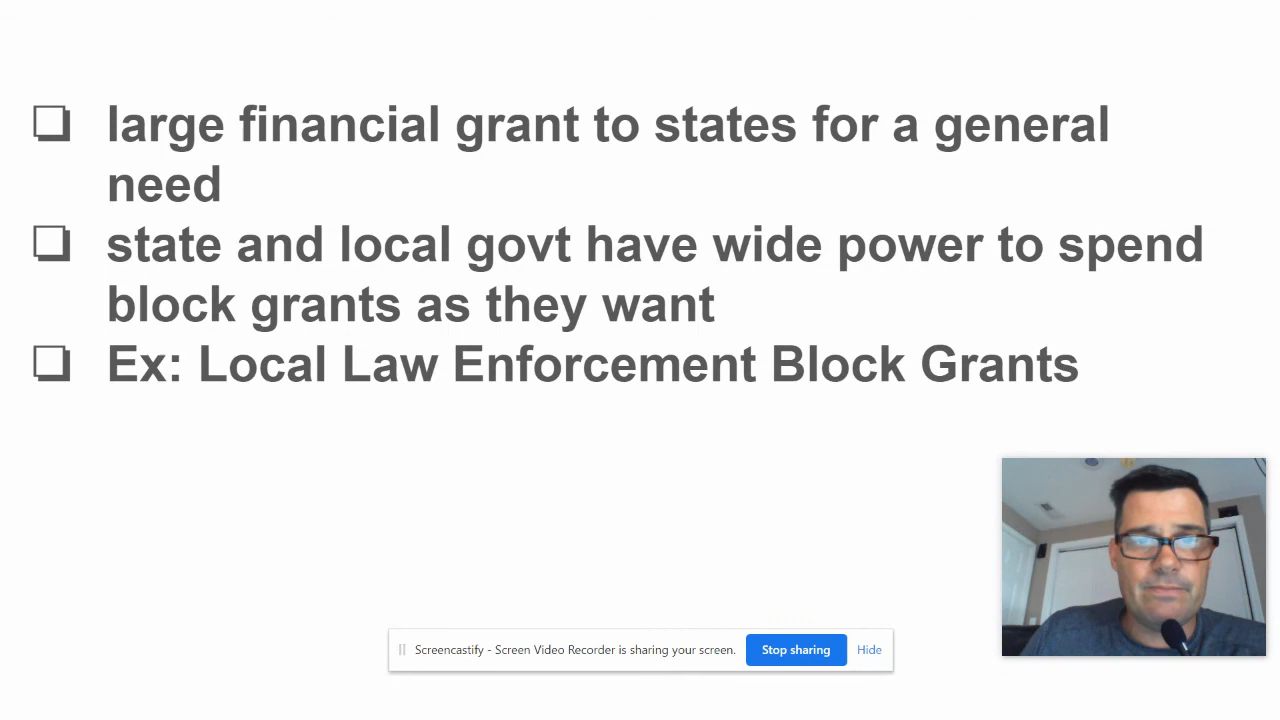 large financial grant to states for a general
need
state and local govt have wide power to spend
block grants as they want
Ex: Local Law Enforcement Block Grants
Screencastify - Screen Video Recorder is sharing your screen. Stop sharing Hide